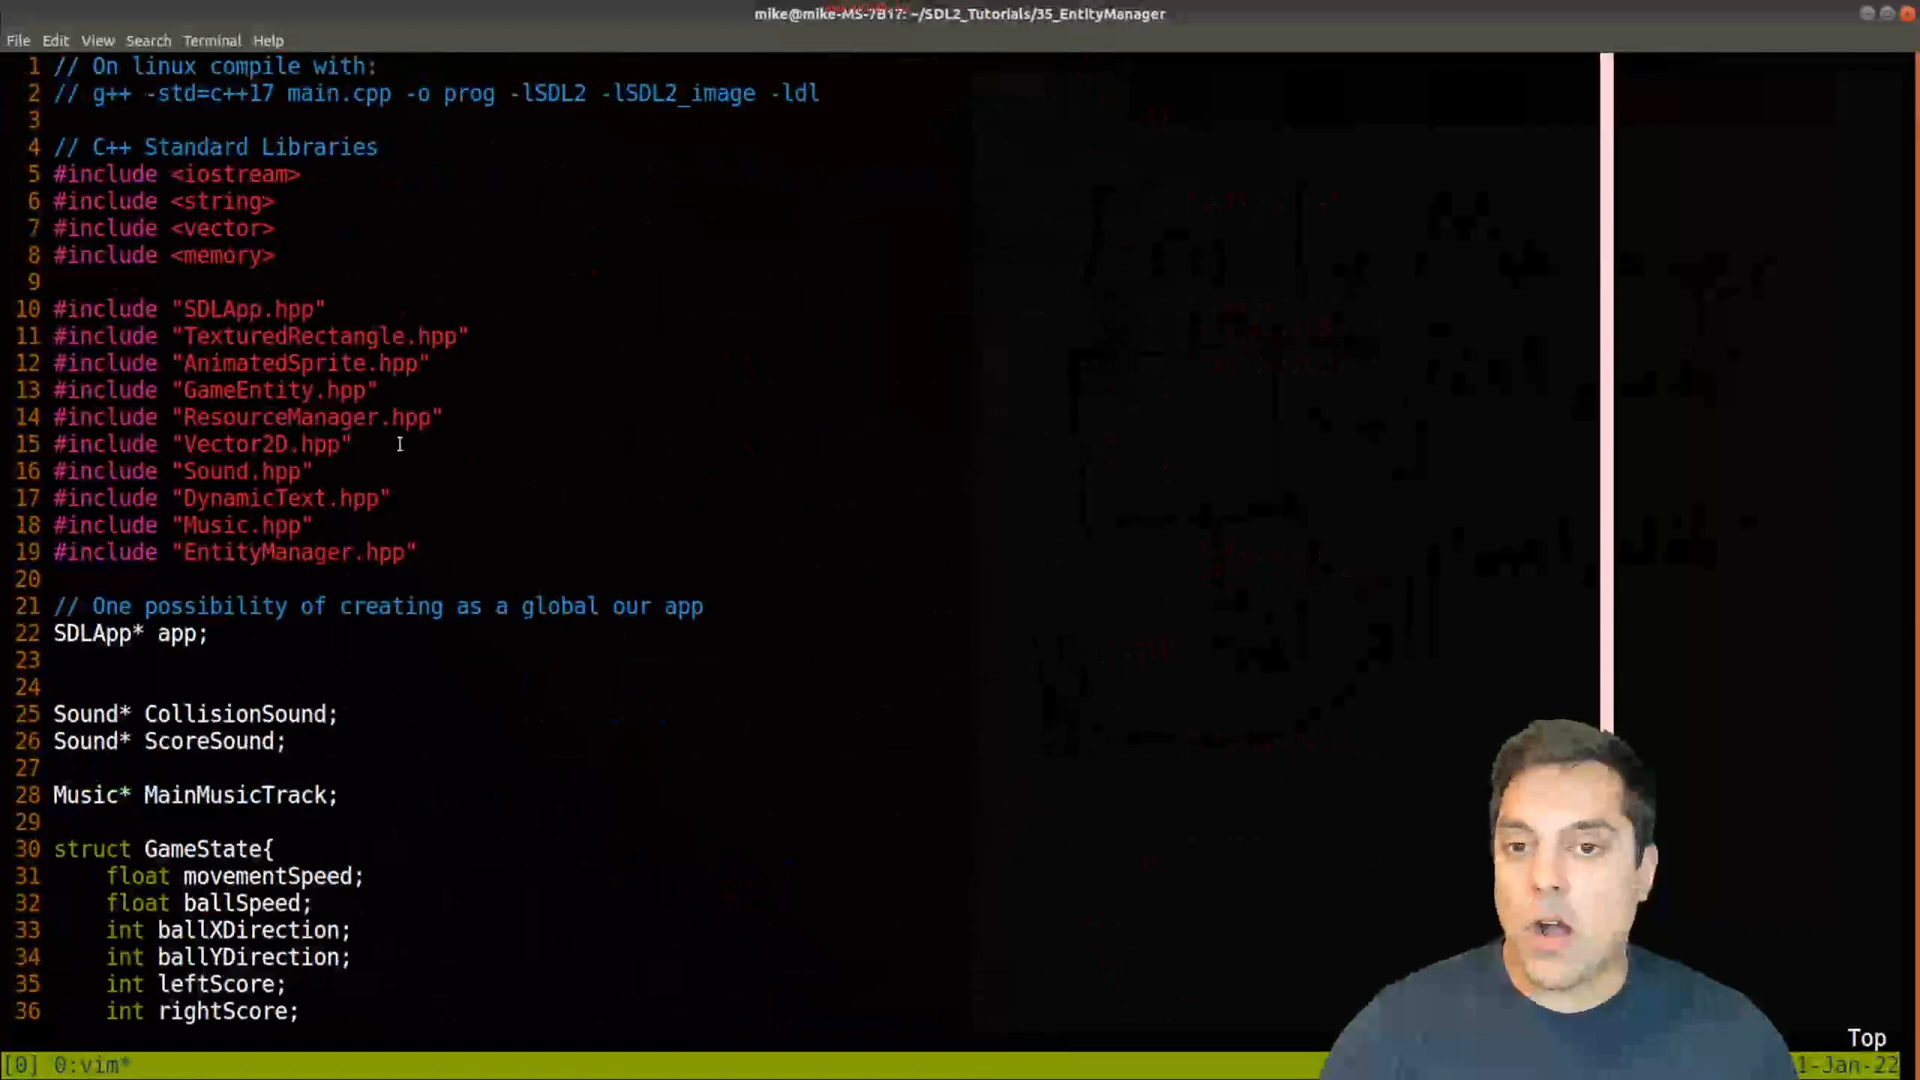 mike@mike-MS-7B17: ~/SDL2_Tutorials/35_EntityManager
File Edit View Search Terminal Help
1 // On linux compile with:
2 // g++ -std=c++17 main.cpp -o prog -lSDL2 -lSDL2_image -ldl
3
4 // C++ Standard Libraries
5 #include <iostream>
6 #include <string>
7 #include <vector>
8 #include <memory>
9
10 #include "SDLApp.hpp"
11 #include "TexturedRectangle.hpp"
12 #include "AnimatedSprite.hpp"
13 #include "GameEntity.hpp"
14 #include "ResourceManager.hpp"
15 #include "Vector2D.hpp"
16 #include "Sound.hpp"
17 #include "DynamicText.hpp"
18 #include "Music.hpp"
19 #include "EntityManager.hpp"
20
21 // One possibility of creating as a global our app
22 SDLApp* app;
23
24
25 Sound* CollisionSound;
26 Sound* ScoreSound;
27
28 Music* MainMusicTrack;
29
30 struct GameState{
31     float movementSpeed;
32     float ballSpeed;
33     int ballXDirection;
34     int ballYDirection;
35     int leftScore;
36     int rightScore;
Top
[0] 0:vim* 1-Jan-22